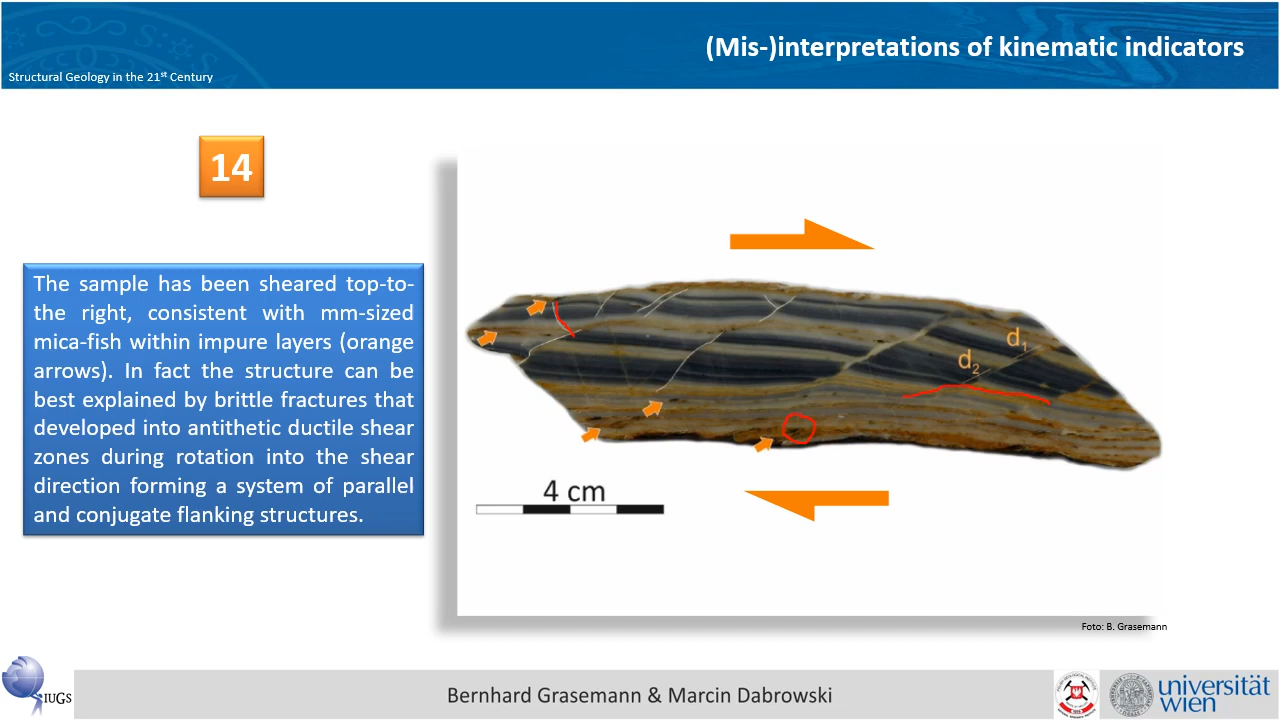 (Mis-)interpretations of kinematic indicators
Structural Geology in the 21st Century
14
The sample has been sheared top-to-
the right, consistent with mm-sized
mica-fish within impure layers (orange
arrows). In fact the structure can be
best explained by brittle fractures that
developed into antithetic ductile shear
zones during rotation into the shear
direction forming a system of parallel
and conjugate flanking structures.
d1
d2
4 cm
Foto: B. Grasemann
IUGS
Bernhard Grasemann & Marcin Dabrowski
universität
wien